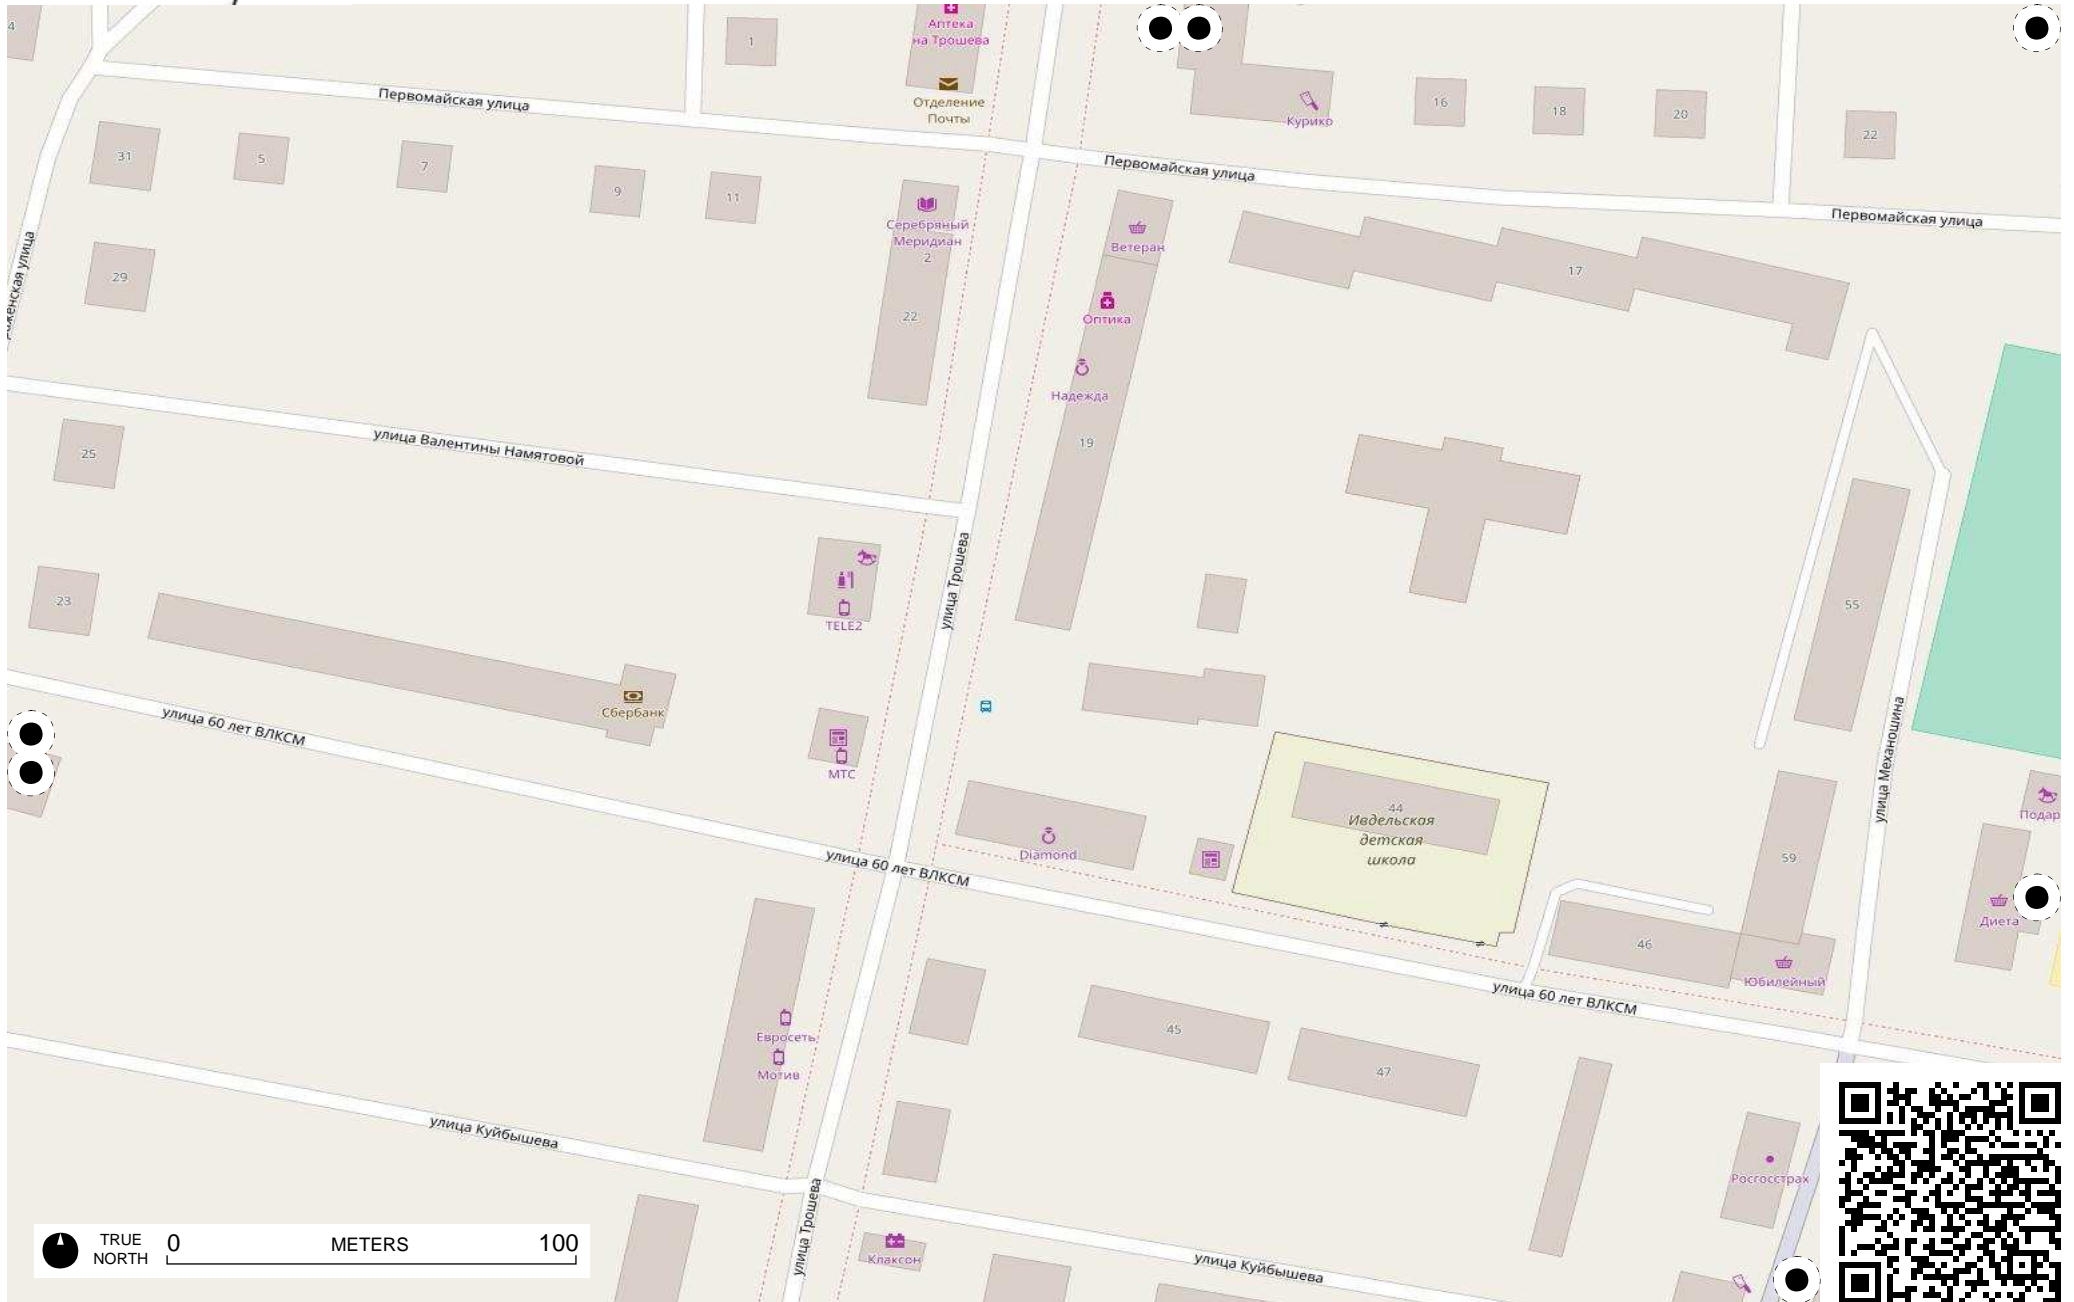 4
1
Аптека
на Трошева
Отделение
Почты
Первомайская улица
Курико
16
18
20
22
31
5
7
9
11
Первомайская улица
Серебряный
Меридиан
2
Ветеран
Первомайская улица
29
22
Оптика
17
Надежда
19
25
улица Валентины Намятовой
улица Трошева
23
TELE2
55
Сбербанк
улица 60 лет ВЛКСМ
МТС
улица Механошина
Diamond
44
Ивдельская
детская
школа
59
Подар
улица 60 лет ВЛКСМ
Диета
46
Юбилейный
улица 60 лет ВЛКСМ
Евросеть
Мотив
45
47
улица Куйбышева
Росгосстрах
улица Трошева
Клаксон
улица Куйбышева
TRUE
NORTH
0 METERS 100